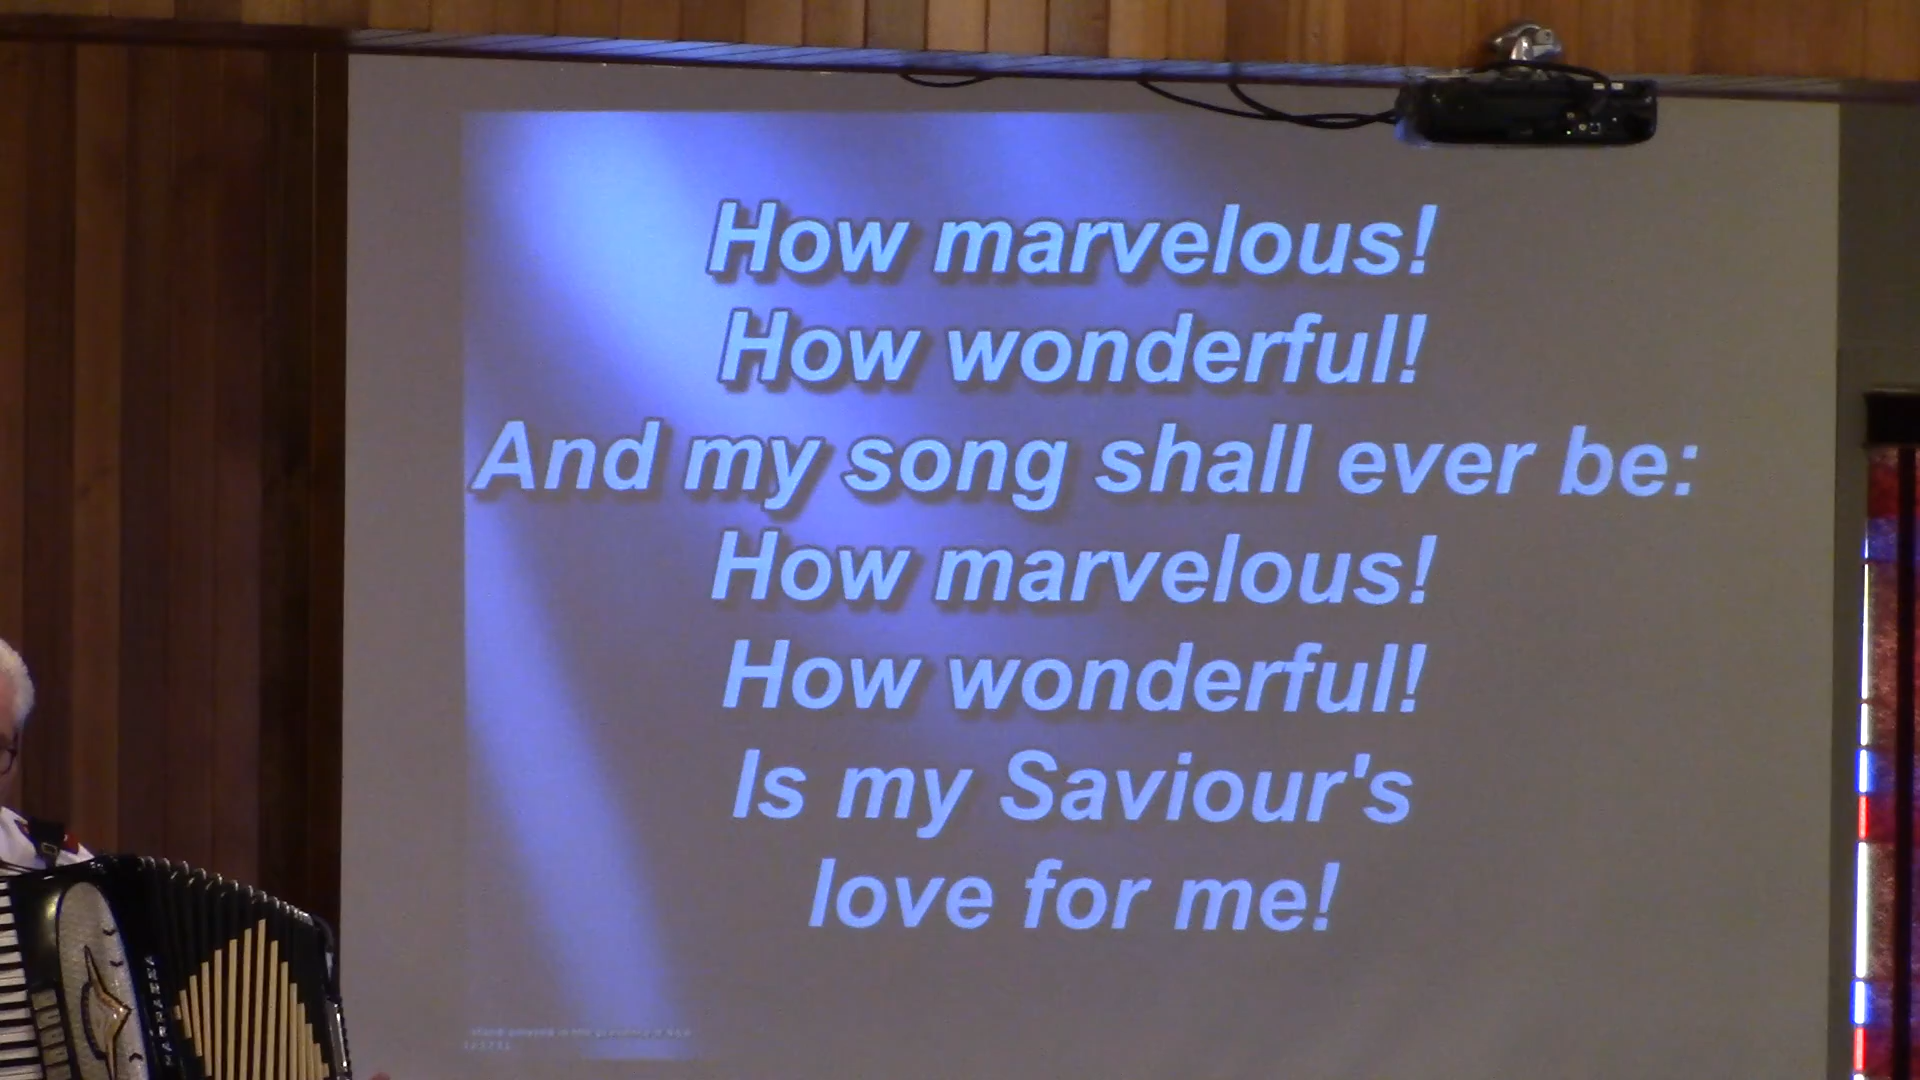 How marvelous!
How wonderful!
And my song shall ever be:
How marvelous!
How wonderful!
Is my Saviour's
love for me!